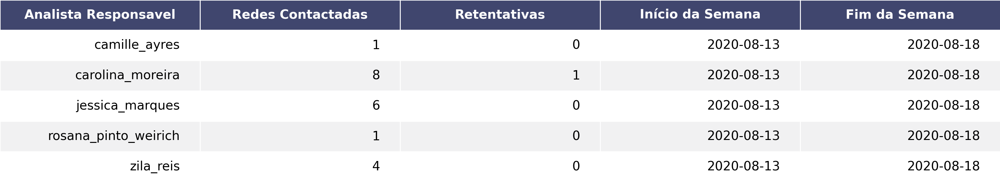 Analista Responsavel Redes Contactadas Retentativas Início da Semana Fim da Semana
camille_ayres 1 0 2020-08-13 2020-08-18
carolina_moreira 8 1 2020-08-13 2020-08-18
jessica_marques 6 0 2020-08-13 2020-08-18
rosana_pinto_weirich 1 0 2020-08-13 2020-08-18
zila_reis 4 0 2020-08-13 2020-08-18